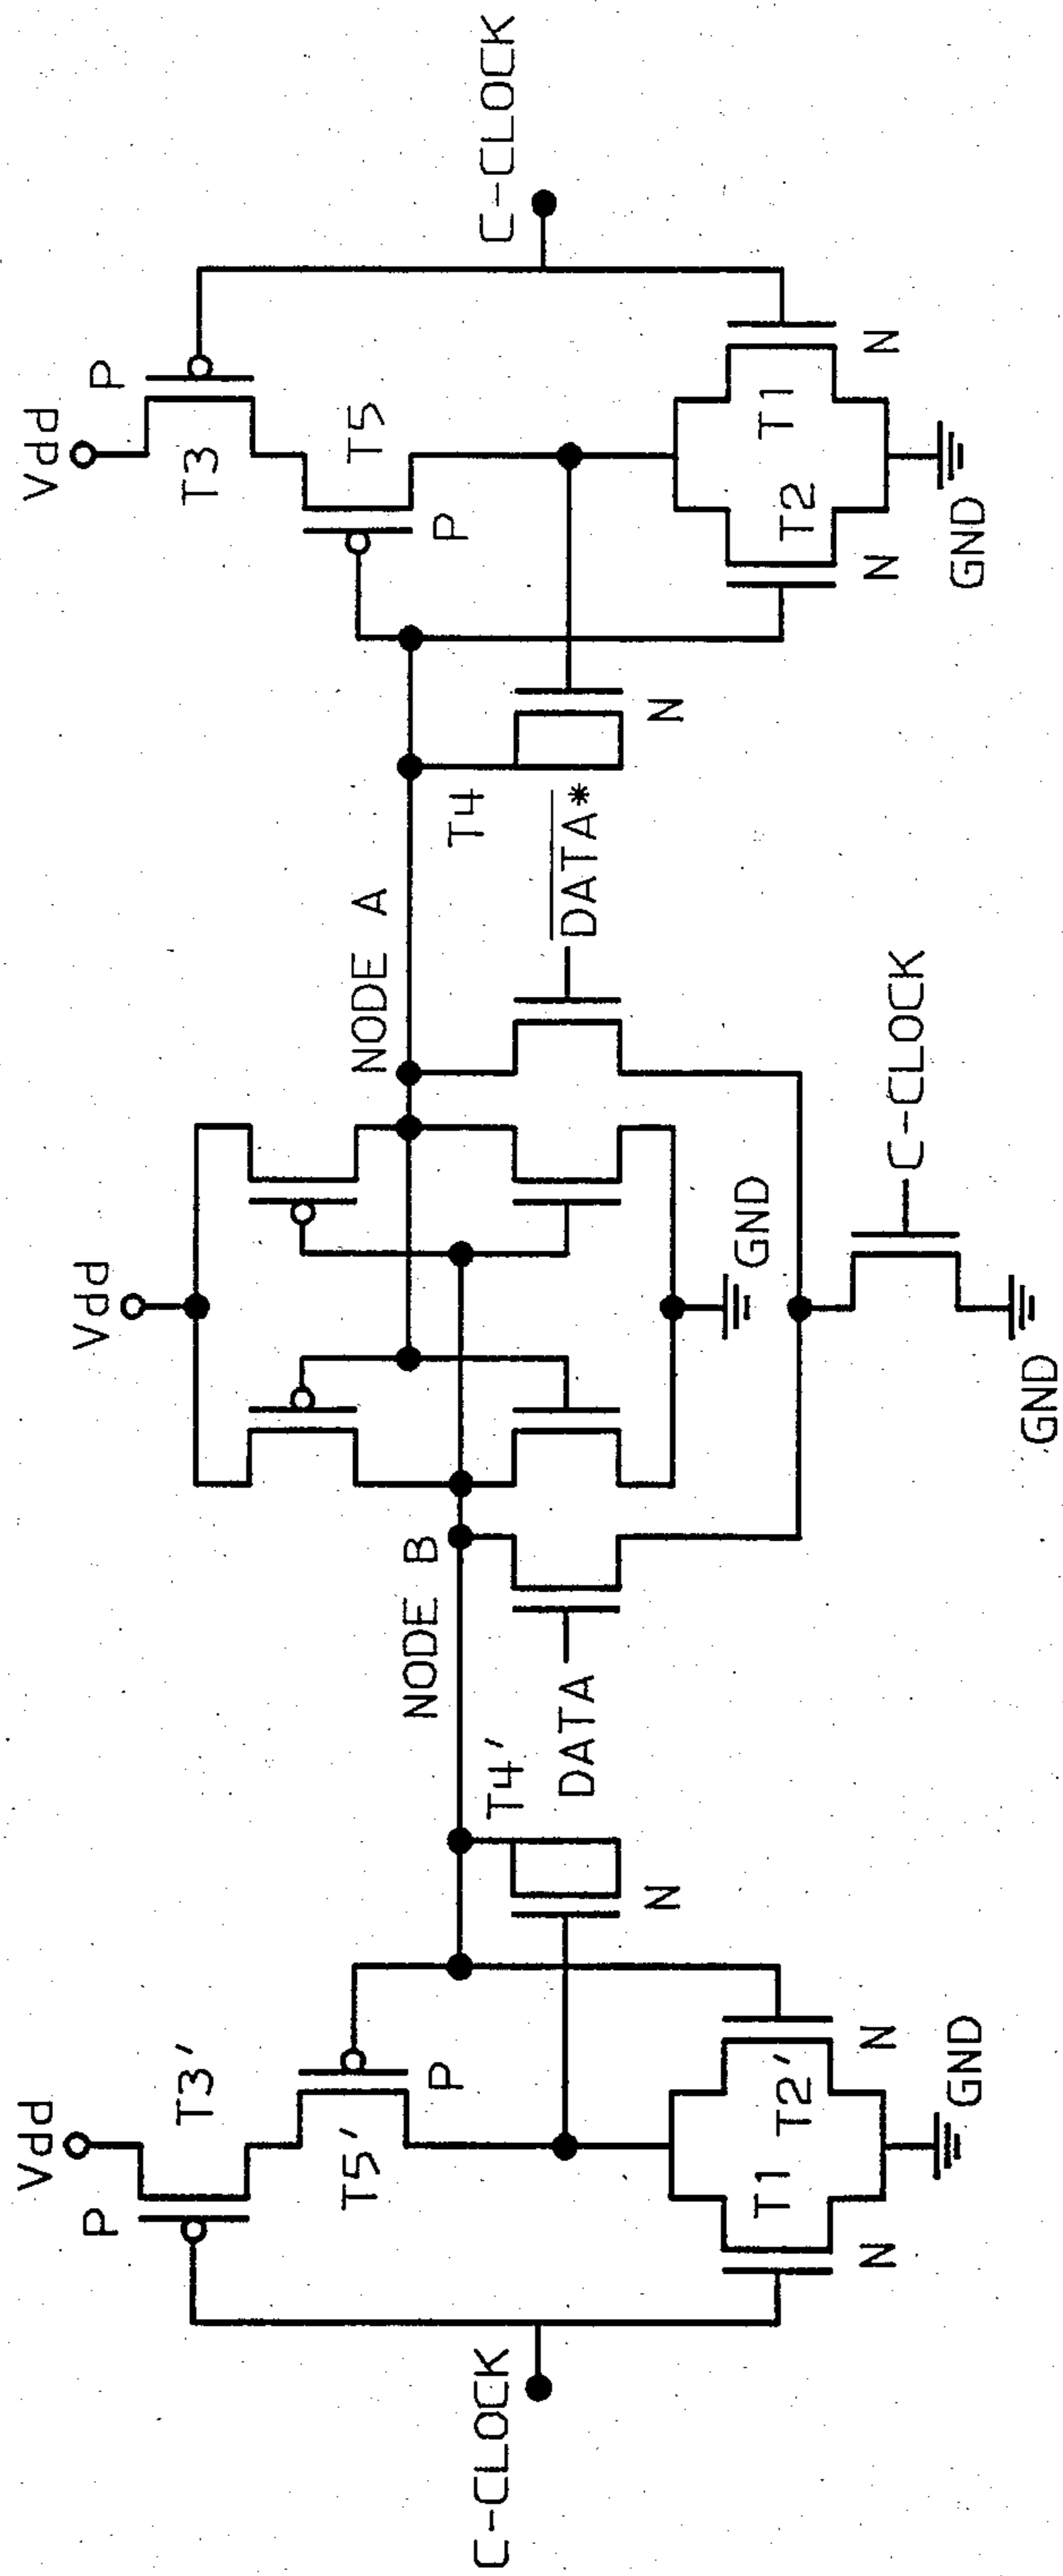 Vdd
Vdd
Vdd
P
P
T3'
T3
T5'
T5
NODE A
NODE B
P
P
T4'
T4
C-CLOCK
C-CLOCK
DATA
DATA*
N
N
GND
T1
T2'
T2
T1
N
N
N
N
C-CLOCK
GND
GND
GND